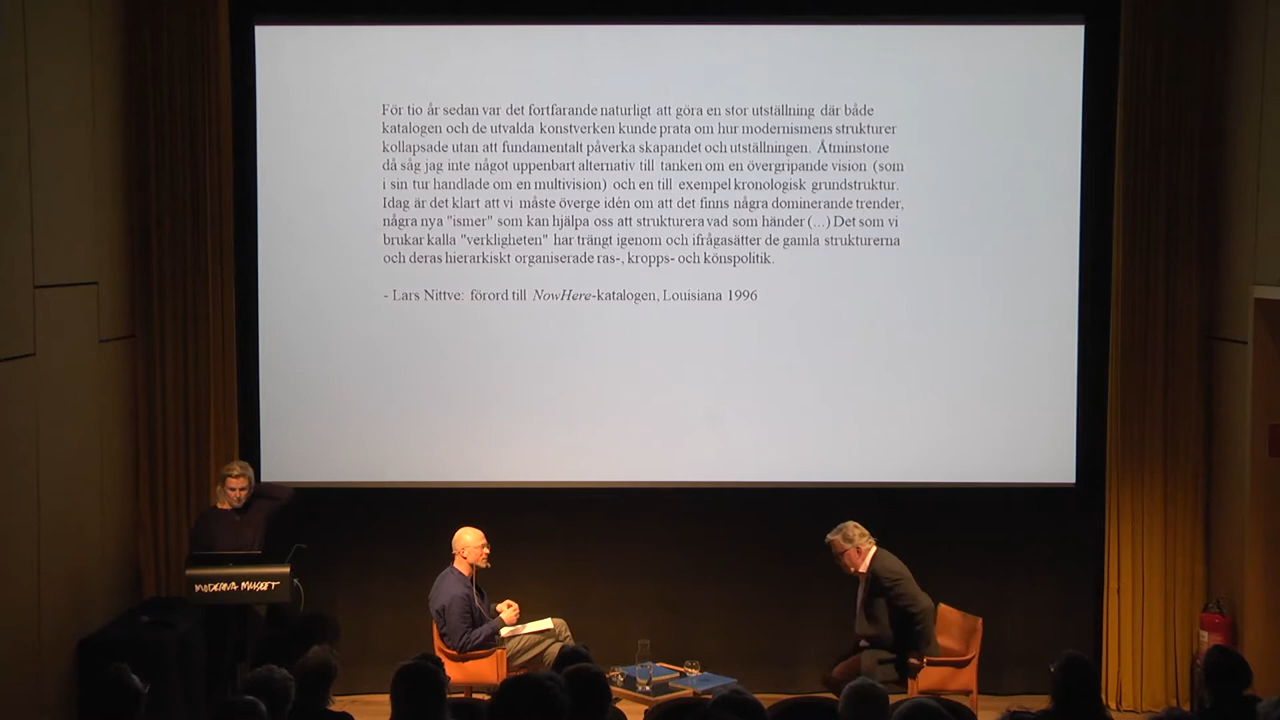 För tio år sedan var det fortfarande naturligt att göra en stor utställning där både
katalogen och de utvalda konstverken kunde prata om hur modernismens strukturer
kollapsade utan att fundamentalt påverka skapandet och utställningen. Åtminstone
då såg jag inte något uppenbart alternativ till tanken om en övergripande vision (som
i sin tur handlade om en multivision) och en till exempel kronologisk grundstruktur.
Idag är det klart att vi måste överge idén om att det finns några dominerande trender,
några nya "ismer" som kan hjälpa oss att strukturera vad som händer (...) Det som vi
brukar kalla "verkligheten" har trängt igenom och ifrågasätter de gamla strukturerna
och deras hierarkiskt organiserade ras-, kropps- och könspolitik.
- Lars Nittve: förord till NowHere-katalogen, Louisiana 1996
MODERNA MUSEET